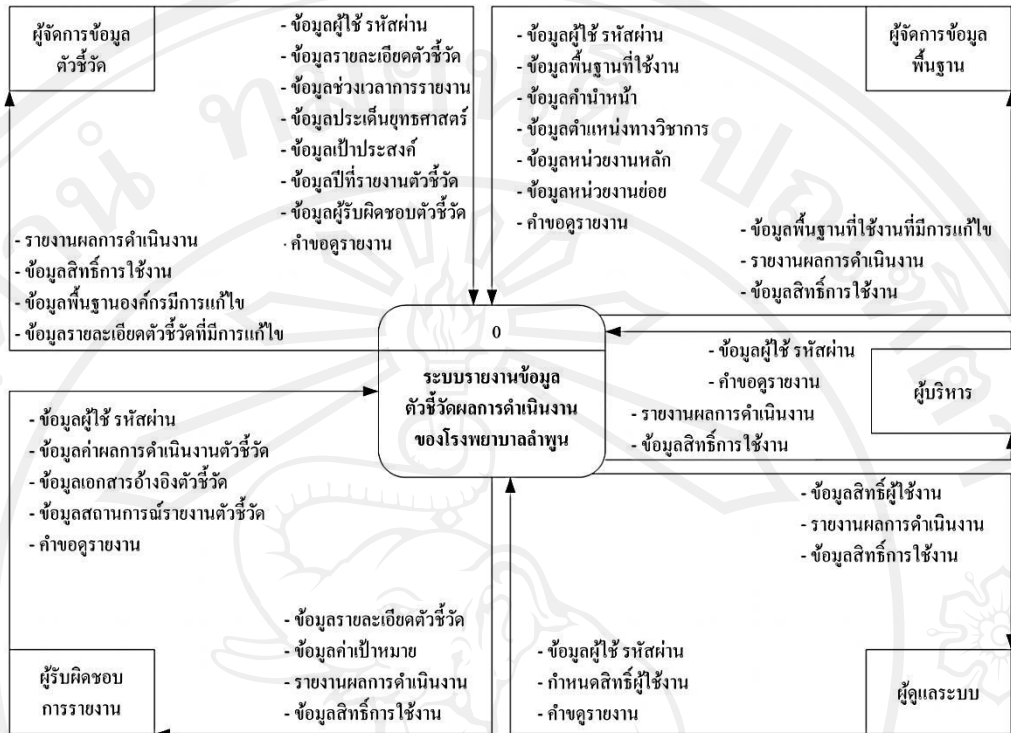 ผู้จัดการข้อมูล
ตัวชี้วัด
- ข้อมูลผู้ใช้ รหัสผ่าน
- ข้อมูลรายละเอียดตัวชี้วัด
- ข้อมูลช่วงเวลาการรายงาน
- ข้อมูลประเด็นยุทธศาสตร์
- ข้อมูลเป้าประสงค์
- ข้อมูลปีที่รายงานตัวชี้วัด
- ข้อมูลผู้รับผิดชอบตัวชี้วัด
- คำขอดูรายงาน
- ข้อมูลผู้ใช้ รหัสผ่าน
- ข้อมูลพื้นฐานที่ใช้งาน
- ข้อมูลคำนำหน้า
- ข้อมูลตำแหน่งทางวิชาการ
- ข้อมูลหน่วยงานหลัก
- ข้อมูลหน่วยงานย่อย
- คำขอดูรายงาน
ผู้จัดการข้อมูล
พื้นฐาน
- รายงานผลการดำเนินงาน
- ข้อมูลสิทธิ์การใช้งาน
- ข้อมูลพื้นฐานองค์กรมีการแก้ไข
- ข้อมูลรายละเอียดตัวชี้วัดที่มีการแก้ไข
- ข้อมูลพื้นฐานที่ใช้งานที่มีการแก้ไข
- รายงานผลการดำเนินงาน
- ข้อมูลสิทธิ์การใช้งาน
0
ระบบรายงานข้อมูล
ตัวชี้วัดผลการดำเนินงาน
ของโรงพยาบาลลำพูน
- ข้อมูลผู้ใช้ รหัสผ่าน
- คำขอดูรายงาน
- รายงานผลการดำเนินงาน
- ข้อมูลสิทธิ์การใช้งาน
ผู้บริหาร
- ข้อมูลผู้ใช้ รหัสผ่าน
- ข้อมูลค่าผลการดำเนินงานตัวชี้วัด
- ข้อมูลเอกสารอ้างอิงตัวชี้วัด
- ข้อมูลสถานการณ์รายงานตัวชี้วัด
- คำขอดูรายงาน
- ข้อมูลสิทธิ์ผู้ใช้งาน
- รายงานผลการดำเนินงาน
- ข้อมูลสิทธิ์การใช้งาน
ผู้รับผิดชอบ
การรายงาน
- ข้อมูลรายละเอียดตัวชี้วัด
- ข้อมูลค่าเป้าหมาย
- รายงานผลการดำเนินงาน
- ข้อมูลสิทธิ์การใช้งาน
- ข้อมูลผู้ใช้ รหัสผ่าน
- กำหนดสิทธิ์ผู้ใช้งาน
- คำขดูรายงาน
ผู้ดูแลระบบ